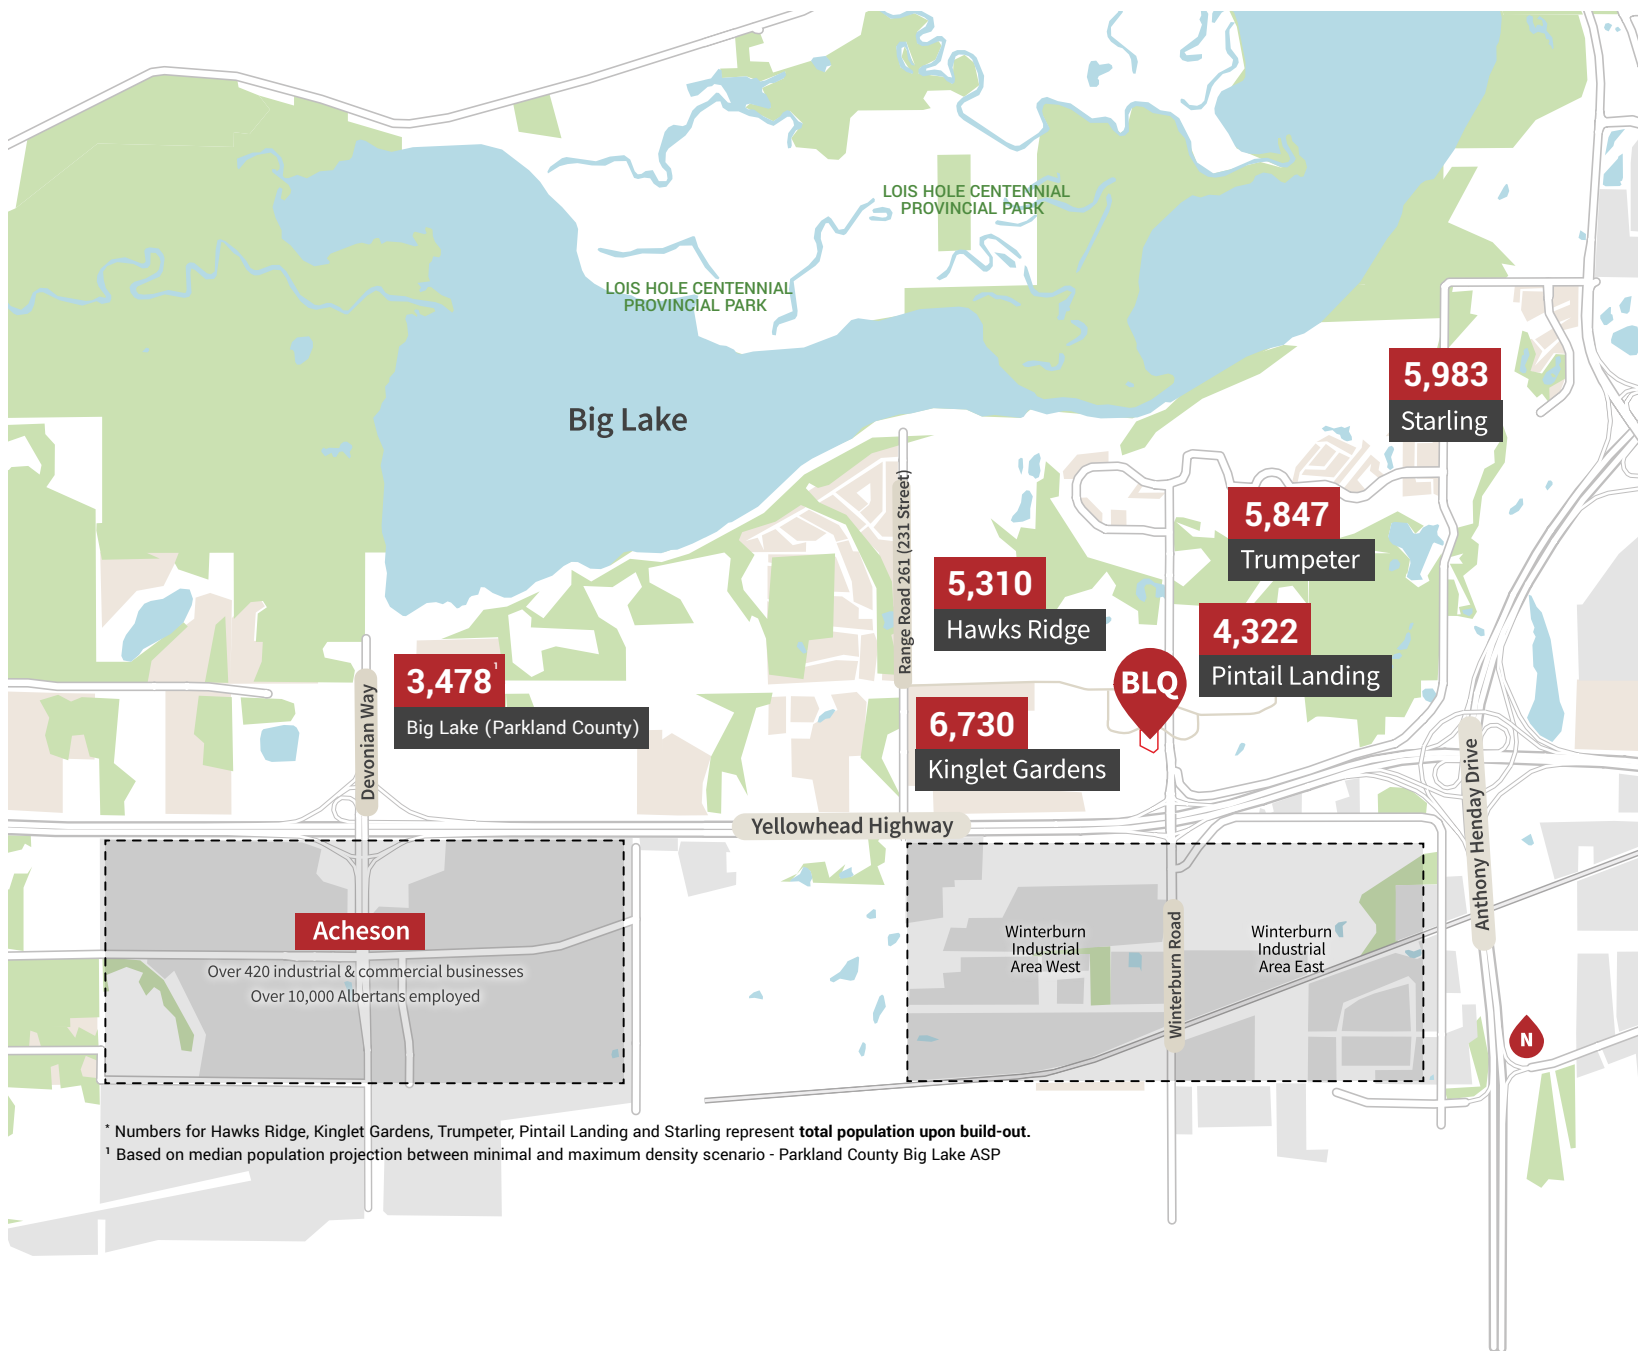 LOIS HOLE CENTENNIAL
PROVINCIAL PARK
LOIS HOLE CENTENNIAL
PROVINCIAL PARK
Big Lake
5,983
Starling
5,847
Trumpeter
Range Road 261 (231 Street)
5,310
Hawks Ridge
4,322
Pintail Landing
BLQ
3,478¹
Big Lake (Parkland County)
Devonian Way
6,730
Kinglet Gardens
Anthony Henday Drive
Yellowhead Highway
Acheson
Over 420 industrial & commercial businesses
Over 10,000 Albertans employed
Winterburn
Industrial
Area West
Winterburn Road
Winterburn
Industrial
Area East
N
* Numbers for Hawks Ridge, Kinglet Gardens, Trumpeter, Pintail Landing and Starling represent total population upon build-out.
¹ Based on median population projection between minimal and maximum density scenario - Parkland County Big Lake ASP